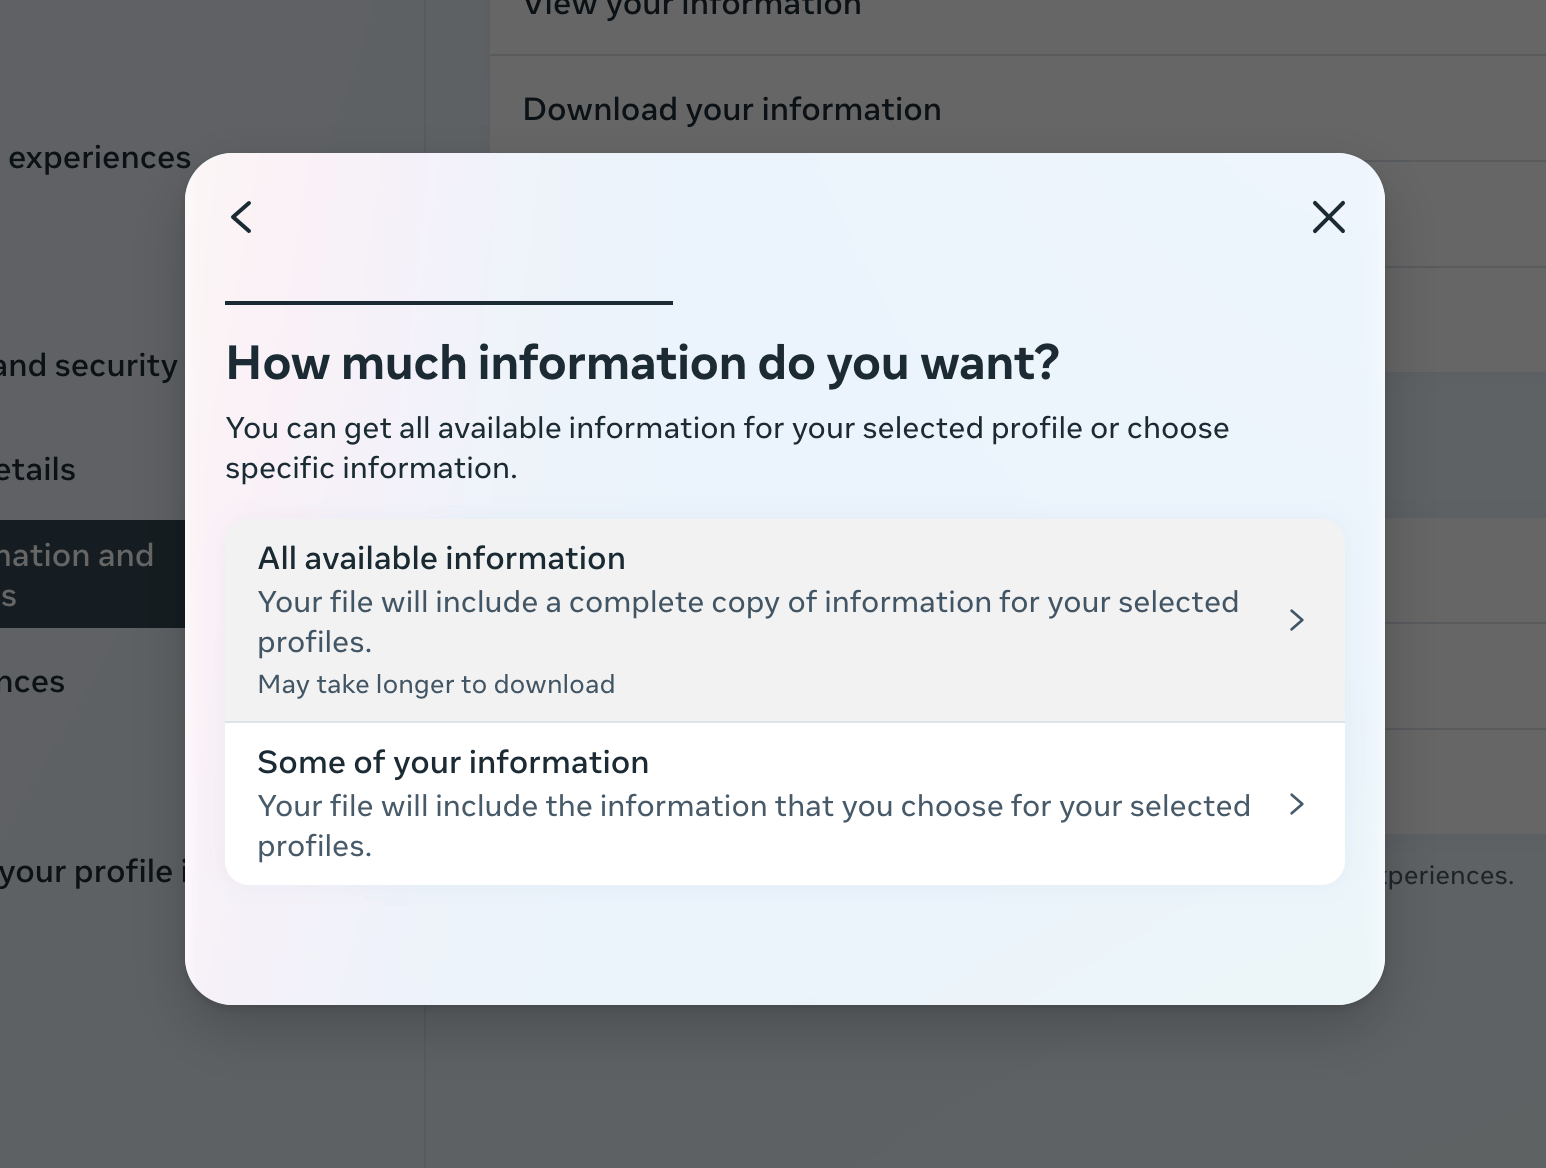 View your information
Download your information
experiences
and security
etails
nation and
s
nces
your profile i
xperiences.
How much information do you want?
You can get all available information for your selected profile or choose
specific information.
All available information
Your file will include a complete copy of information for your selected
profiles.
May take longer to download
Some of your information
Your file will include the information that you choose for your selected
profiles.